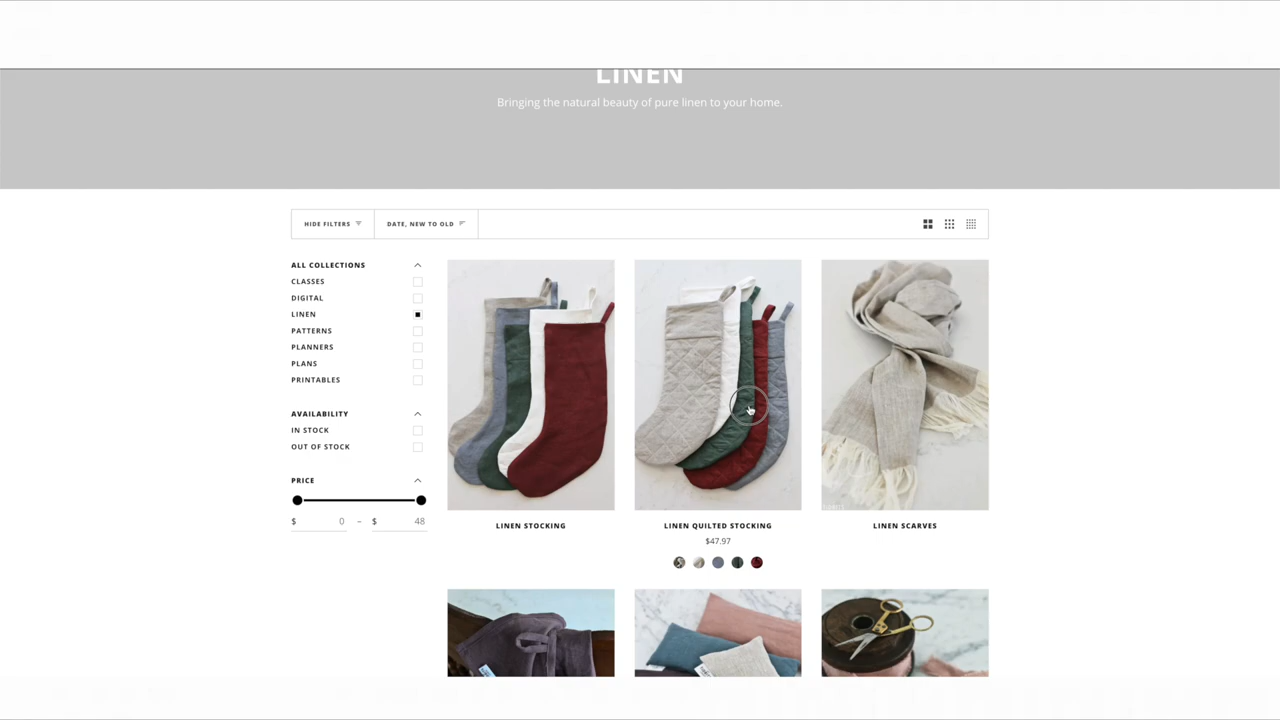 LINEN
Bringing the natural beauty of pure linen to your home.
HIDE FILTERS
DATE, NEW TO OLD
ALL COLLECTIONS
CLASSES
DIGITAL
LINEN
PATTERNS
PLANNERS
PLANS
PRINTABLES
AVAILABILITY
IN STOCK
OUT OF STOCK
PRICE
$ 0 – $ 48
LINEN STOCKING
LINEN QUILTED STOCKING
$47.97
LINEN SCARVES